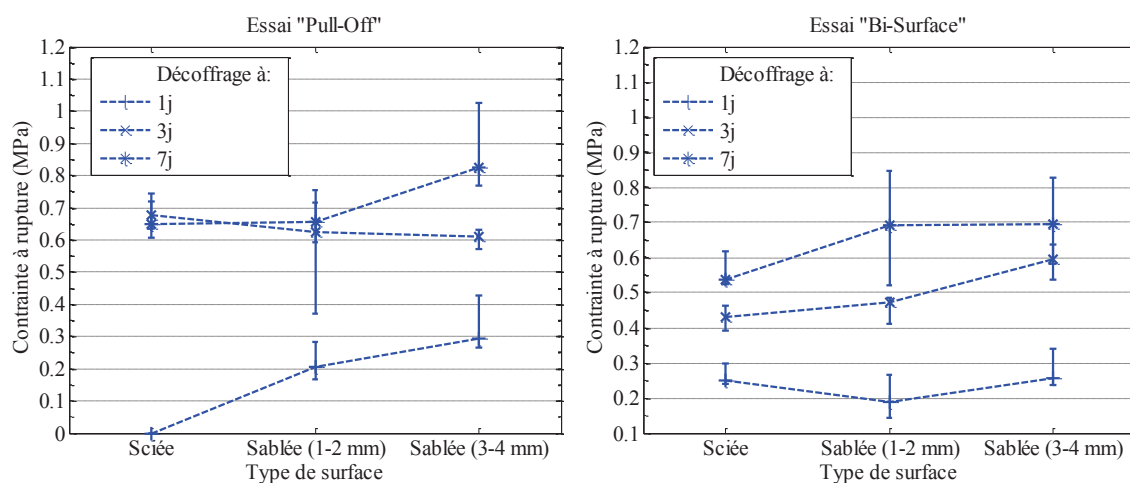 Essai "Pull-Off"
Contrainte à rupture (MPa)
1.2
1.1
1
0.9
0.8
0.7
0.6
0.5
0.4
0.3
0.2
0.1
0
Décoffrage à:
1j
3j
7j
Sciée Sablée (1-2 mm) Sablée (3-4 mm)
Type de surface
Essai "Bi-Surface"
Contrainte à rupture (MPa)
1.2
1.1
1
0.9
0.8
0.7
0.6
0.5
0.4
0.3
0.2
0.1
Décoffrage à:
1j
3j
7j
Sciée Sablée (1-2 mm) Sablée (3-4 mm)
Type de surface